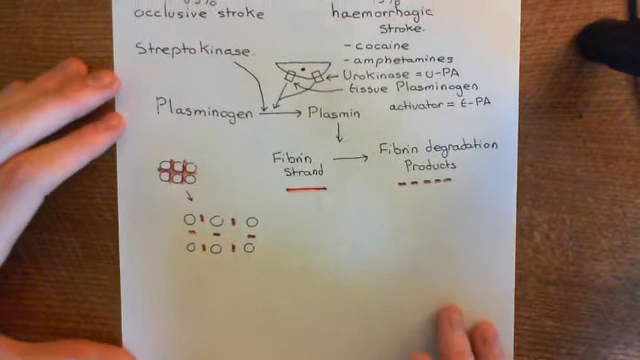 occlusive stroke
haemorrhagic
stroke.
- cocaine
- amphetamines
Streptokinase.
Urokinase = u-PA
tissue Plasminogen
activator = t-PA
Plasminogen
Plasmin
Fibrin
Strand
Fibrin degradation
Products